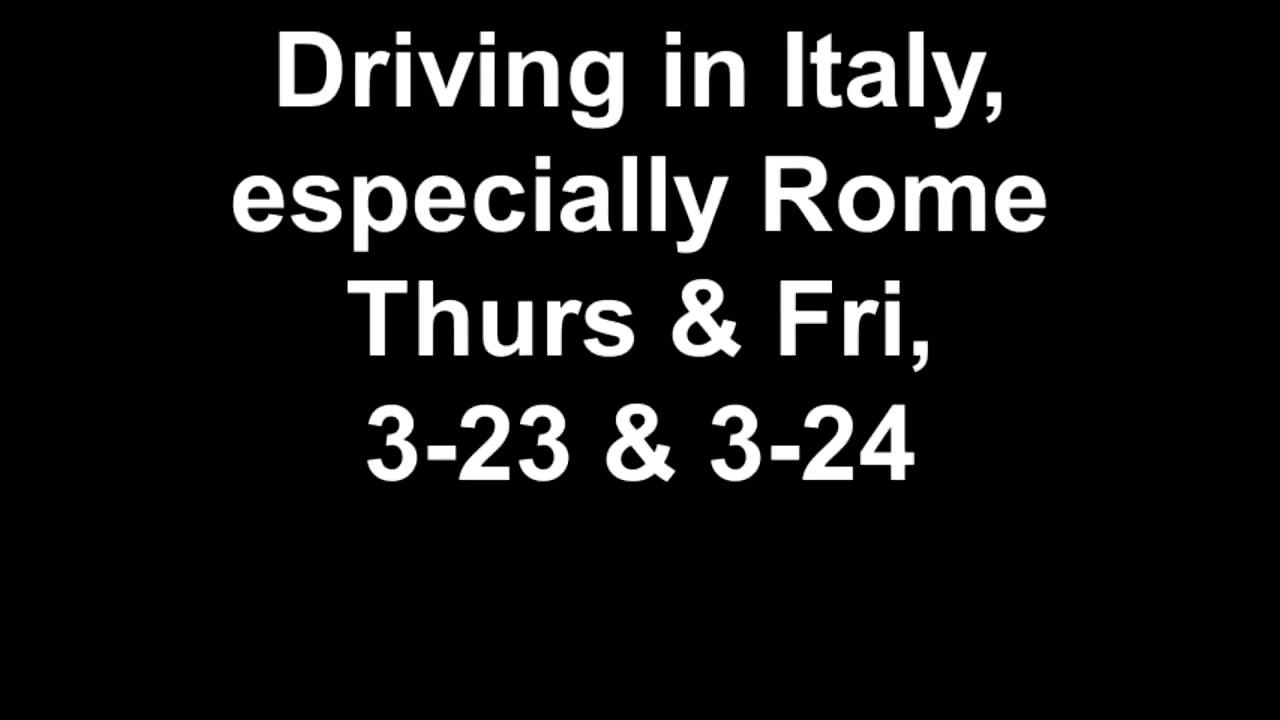 Driving in Italy,
especially Rome
Thurs & Fri,
3-23 & 3-24